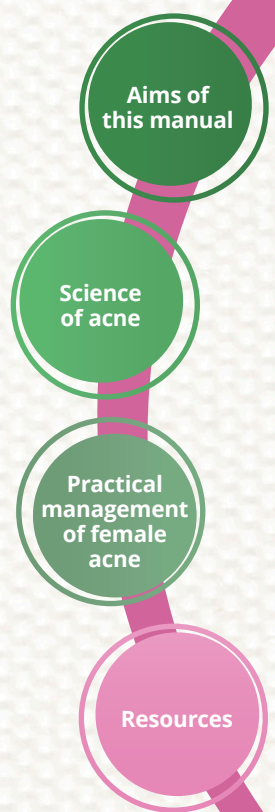 Aims of
this manual
Science
of acne
Practical
management
of female
acne
Resources